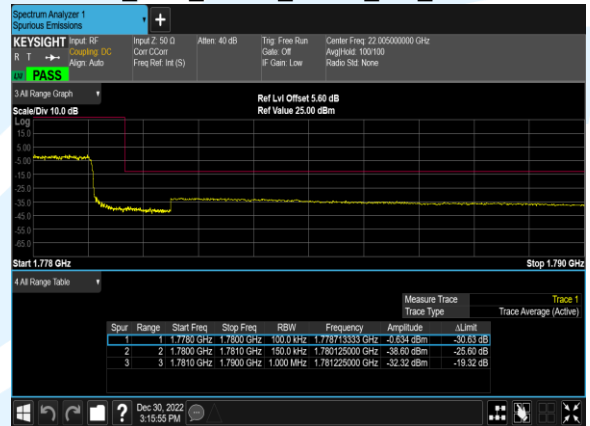 Spectrum Analyzer 1
Spurious Emissions
KEYSIGHT Input: RF Input Z: 50 Ω Atten: 40 dB Trig: Free Run Center Freq: 22.005000000 GHz
R T Coupling: DC Corr CCorr Gate: Off Avg|Hold: 100/100
Align: Auto Freq Ref: Int (S) IF Gain: Low Radio Std: None
LXI PASS
3 All Range Graph
Ref Lvl Offset 5.60 dB
Scale/Div 10.0 dB Ref Value 25.00 dBm
Log
15.0
5.00
-5.00
-15.0
-25.0
-35.0
-45.0
-55.0
-65.0
Start 1.778 GHz Stop 1.790 GHz
4 All Range Table
Measure Trace Trace 1
Trace Type Trace Average (Active)
Spur Range Start Freq Stop Freq RBW Frequency Amplitude ΔLimit
1 1 1.7780 GHz 1.7800 GHz 100.0 kHz 1.778713333 GHz -0.634 dBm -30.63 dB
2 2 1.7800 GHz 1.7810 GHz 150.0 kHz 1.780125000 GHz -38.60 dBm -25.60 dB
3 3 1.7810 GHz 1.7900 GHz 1.000 MHz 1.781225000 GHz -32.32 dBm -19.32 dB
? Dec 30, 2022
3:15:55 PM